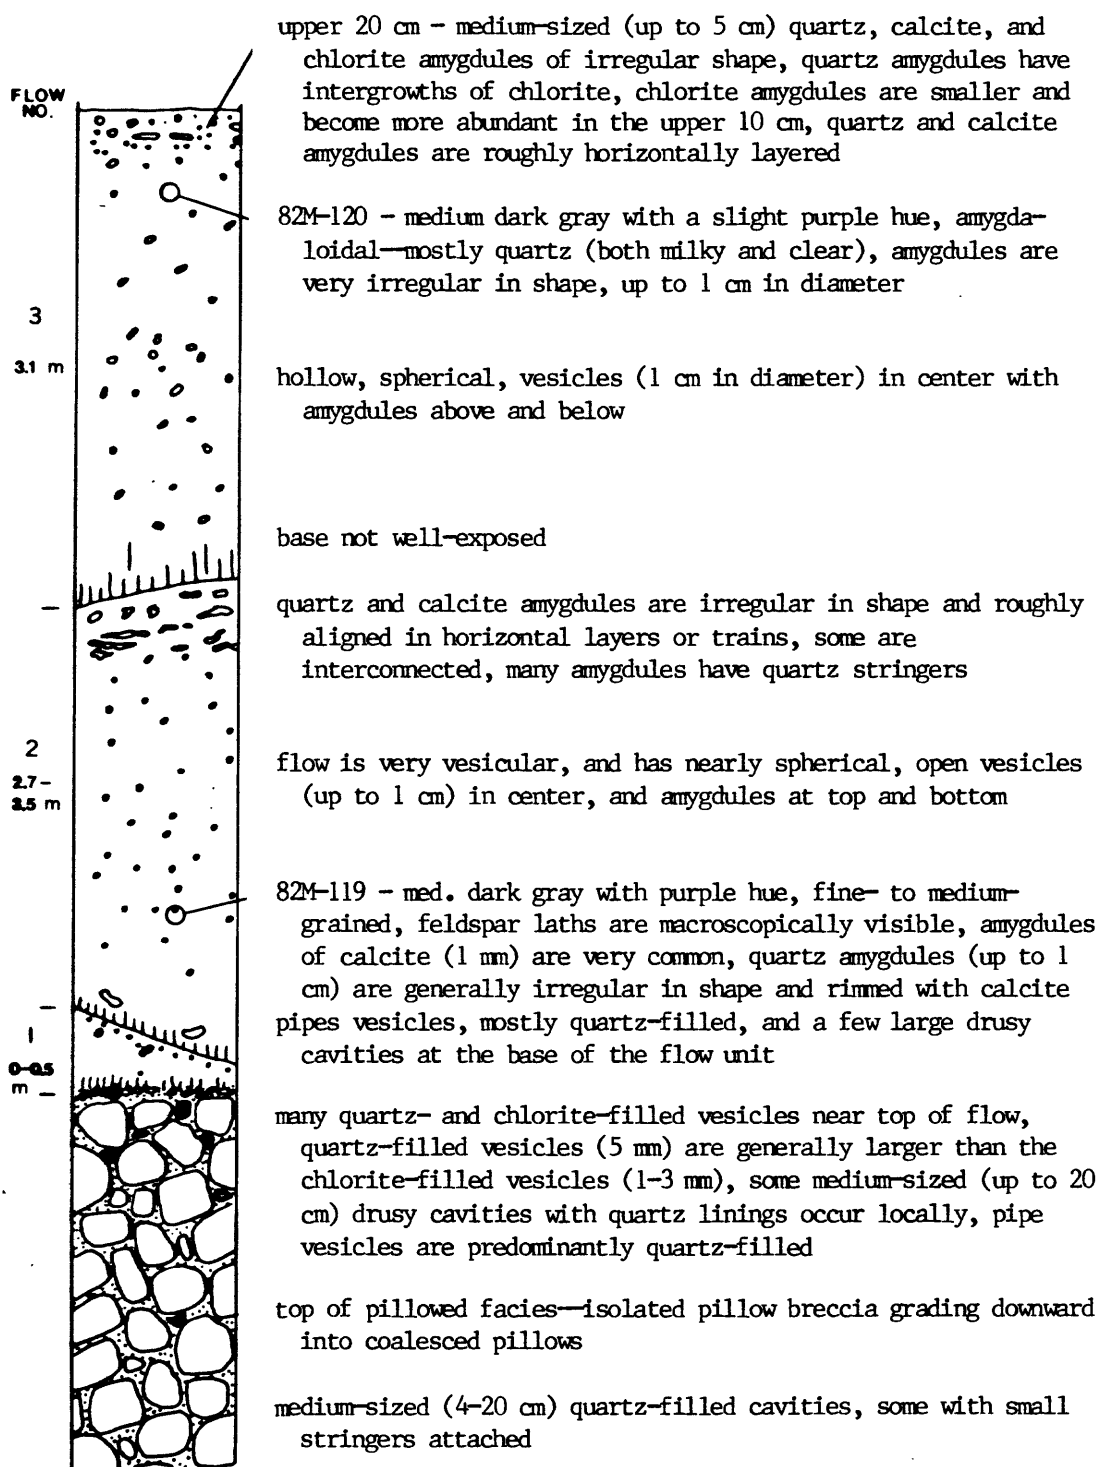 upper 20 cm - medium-sized (up to 5 cm) quartz, calcite, and
chlorite amygdules of irregular shape, quartz amygdules have
intergrowths of chlorite, chlorite amygdules are smaller and
become more abundant in the upper 10 cm, quartz and calcite
amygdules are roughly horizontally layered
FLOW
NO.
82M-120 - medium dark gray with a slight purple hue, amygda-
loidal—mostly quartz (both milky and clear), amygdules are
very irregular in shape, up to 1 cm in diameter
3
3.1 m
hollow, spherical, vesicles (1 cm in diameter) in center with
amygdules above and below
base not well-exposed
quartz and calcite amygdules are irregular in shape and roughly
aligned in horizontal layers or trains, some are
interconnected, many amygdules have quartz stringers
2
2.7-
3.5 m
flow is very vesicular, and has nearly spherical, open vesicles
(up to 1 cm) in center, and amygdules at top and bottom
82M-119 - med. dark gray with purple hue, fine- to medium-
grained, feldspar laths are macroscopically visible, amygdules
of calcite (1 mm) are very common, quartz amygdules (up to 1
cm) are generally irregular in shape and rimmed with calcite
pipes vesicles, mostly quartz-filled, and a few large drusy
cavities at the base of the flow unit
1
0-0.5
m
many quartz- and chlorite-filled vesicles near top of flow,
quartz-filled vesicles (5 mm) are generally larger than the
chlorite-filled vesicles (1-3 mm), some medium-sized (up to 20
cm) drusy cavities with quartz linings occur locally, pipe
vesicles are predominantly quartz-filled
top of pillowed facies—isolated pillow breccia grading downward
into coalesced pillows
medium-sized (4-20 cm) quartz-filled cavities, some with small
stringers attached